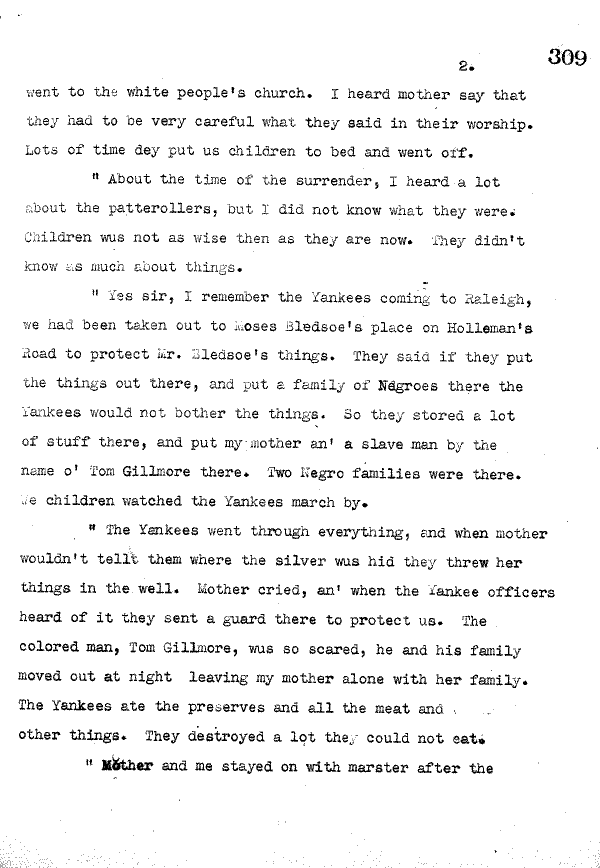 2. 309
went to the white people's church. I heard mother say that
they had to be very careful what they said in their worship.
Lots of time dey put us children to bed and went off.
" About the time of the surrender, I heard a lot
about the patterollers, but I did not know what they were.
Children wus not as wise then as they are now. They didn't
know as much about things.
" Yes sir, I remember the Yankees coming to Raleigh,
we had been taken out to Moses Bledsoe's place on Holleman's
Road to protect Mr. Bledsoe's things. They said if they put
the things out there, and put a family of Negroes there the
Yankees would not bother the things. So they stored a lot
of stuff there, and put my mother an' a slave man by the
name o' Tom Gillmore there. Two Negro families were there.
We children watched the Yankees march by.
" The Yankees went through everything, and when mother
wouldn't tellt them where the silver wus hid they threw her
things in the well. Mother cried, an' when the Yankee officers
heard of it they sent a guard there to protect us. The
colored man, Tom Gillmore, wus so scared, he and his family
moved out at night leaving my mother alone with her family.
The Yankees ate the preserves and all the meat and
other things. They destroyed a lot they could not eat.
" Mother and me stayed on with marster after the